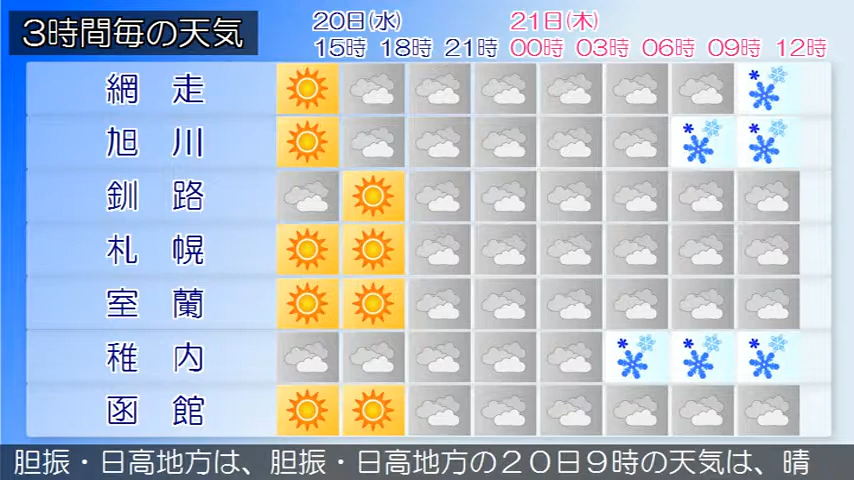 3時間毎の天気
20日(水) 21日(木)
15時 18時 21時 00時 03時 06時 09時 12時
網走
旭川
釧路
札幌
室蘭
稚内
函館
胆振・日高地方は、胆振・日高地方の20日9時の天気は、晴